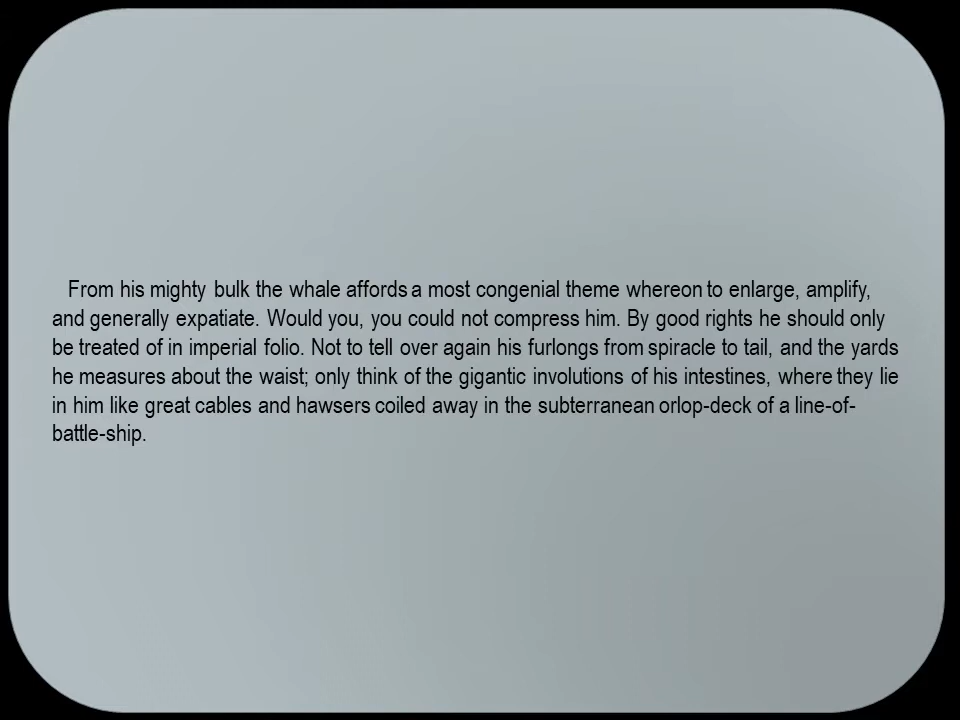 From his mighty bulk the whale affords a most congenial theme whereon to enlarge, amplify,
and generally expatiate. Would you, you could not compress him. By good rights he should only
be treated of in imperial folio. Not to tell over again his furlongs from spiracle to tail, and the yards
he measures about the waist; only think of the gigantic involutions of his intestines, where they lie
in him like great cables and hawsers coiled away in the subterranean orlop-deck of a line-of-
battle-ship.